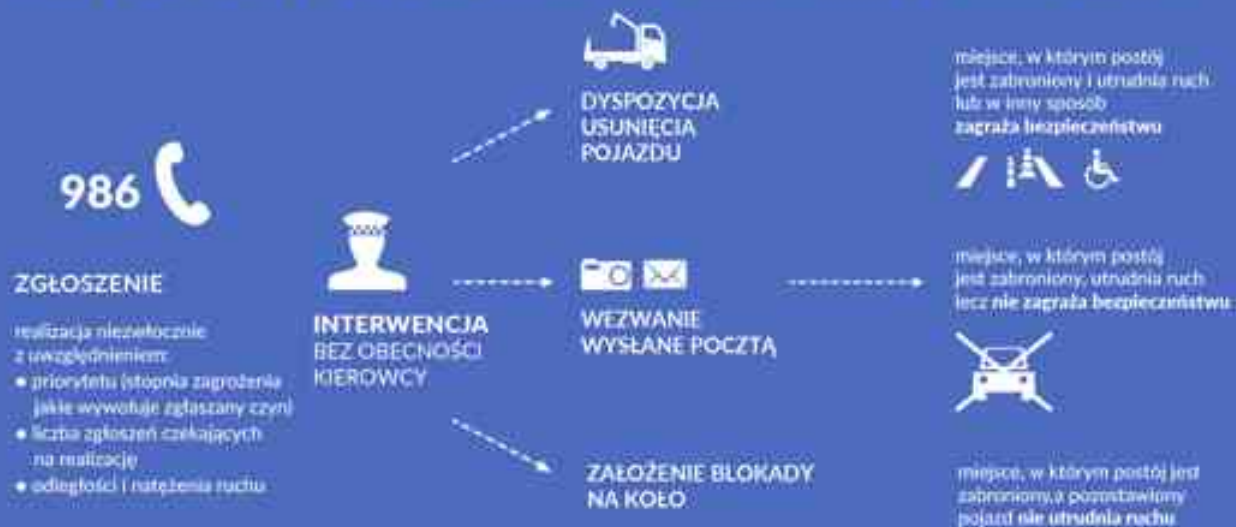 986
ZGŁOSZENIE
realizacja niezwłocznie
z uwzględnieniem:
• priorytetu (stopnia zagrożenia
jakie wywołuje zgłaszany czyn)
• liczba zgłoszeń czekających
na realizację
• odległości i natężenia ruchu
INTERWENCJA
BEZ OBECNOŚCI
KIEROWCY
DYSPOZYCJA
USUNIĘCIA
POJAZDU
miejsce, w którym postój
jest zabroniony i utrudnia ruch
lub w inny sposób
zagraża bezpieczeństwu
WEZWANIE
WYSŁANE POCZTĄ
miejsce, w którym postój
jest zabroniony, utrudnia ruch
lecz nie zagraża bezpieczeństwu
ZAŁOŻENIE BLOKADY
NA KOŁO
miejsce, w którym postój jest
zabroniony,a pozostawiony
pojazd nie utrudnia ruchu